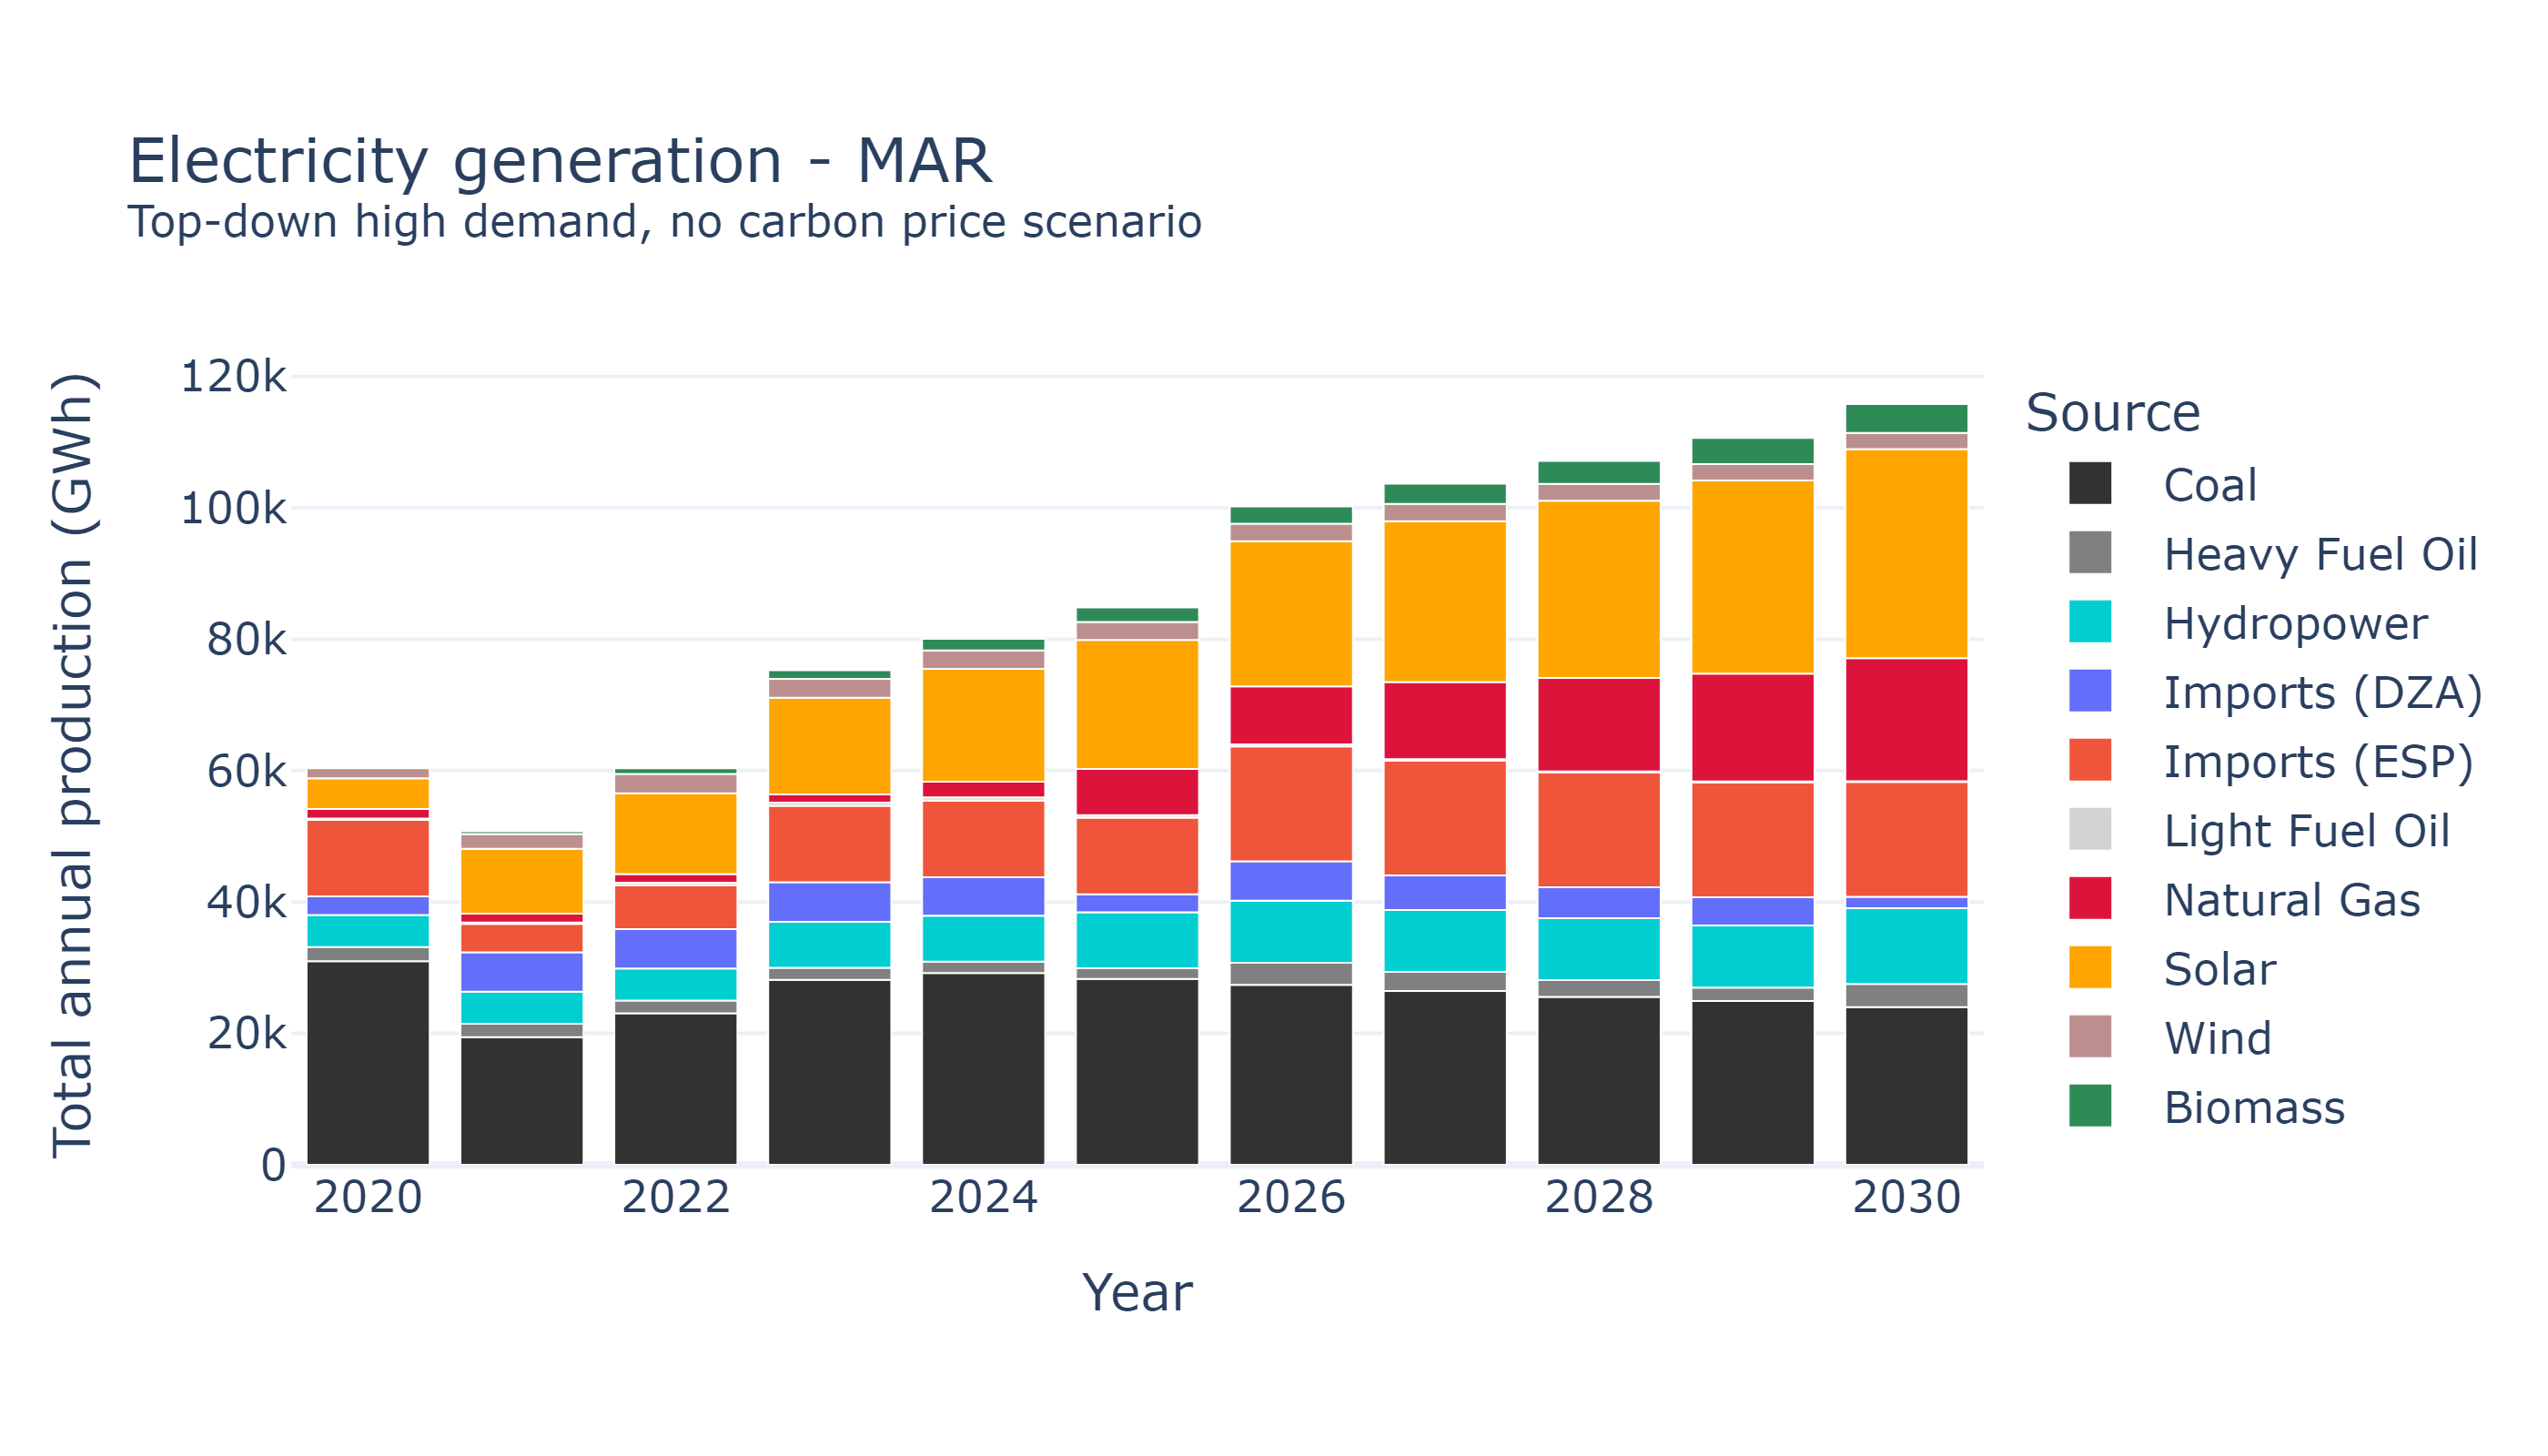 Electricity generation - MAR
Top-down high demand, no carbon price scenario
Total annual production (GWh)
120k
100k
80k
60k
40k
20k
0
2020 2022 2024 2026 2028 2030
Year
Source
Coal
Heavy Fuel Oil
Hydropower
Imports (DZA)
Imports (ESP)
Light Fuel Oil
Natural Gas
Solar
Wind
Biomass